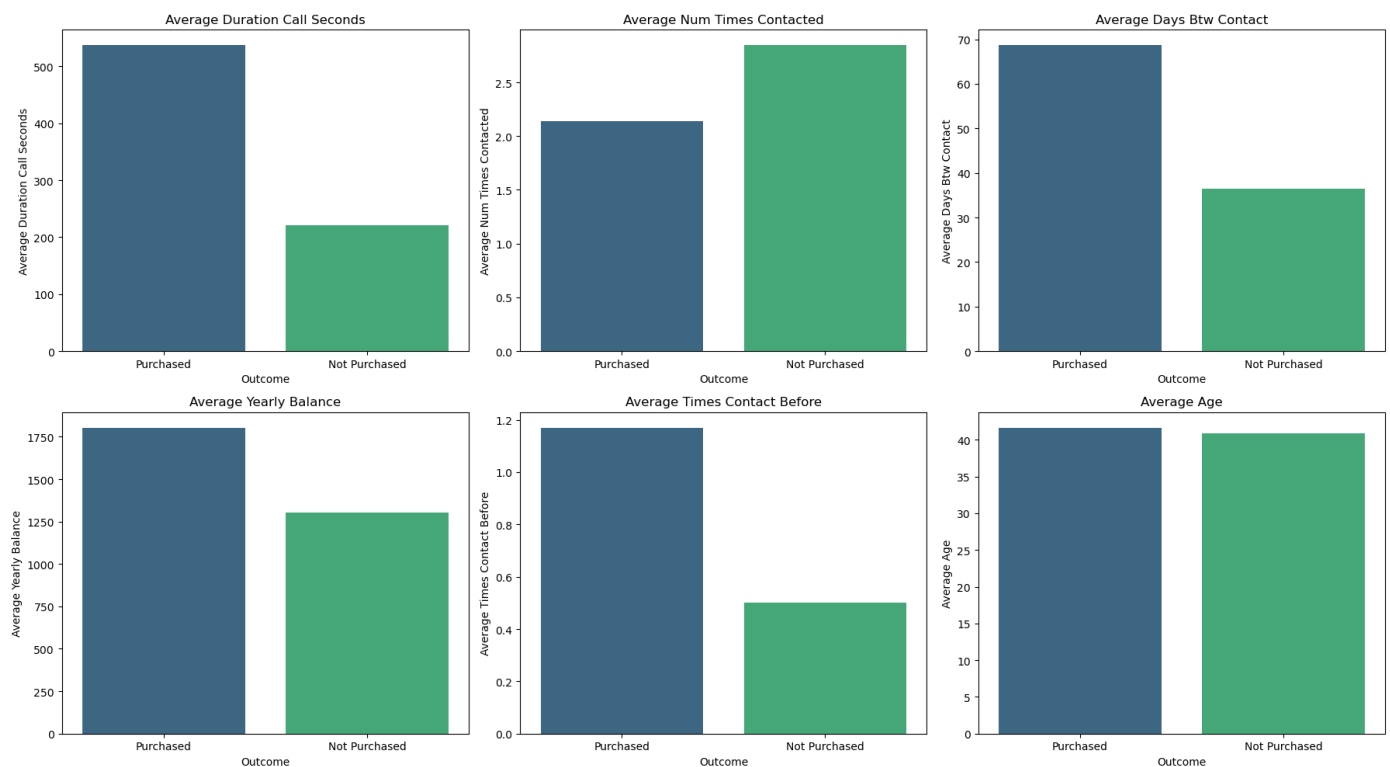 Average Duration Call Seconds
Average Duration Call Seconds
500
400
300
200
100
0
Purchased
Not Purchased
Outcome
Average Num Times Contacted
Average Num Times Contacted
2.5
2.0
1.5
1.0
0.5
0.0
Purchased
Not Purchased
Outcome
Average Days Btw Contact
Average Days Btw Contact
70
60
50
40
30
20
10
0
Purchased
Not Purchased
Outcome
Average Yearly Balance
Average Yearly Balance
1750
1500
1250
1000
750
500
250
0
Purchased
Not Purchased
Outcome
Average Times Contact Before
Average Times Contact Before
1.2
1.0
0.8
0.6
0.4
0.2
0.0
Purchased
Not Purchased
Outcome
Average Age
Average Age
40
35
30
25
20
15
10
5
0
Purchased
Not Purchased
Outcome